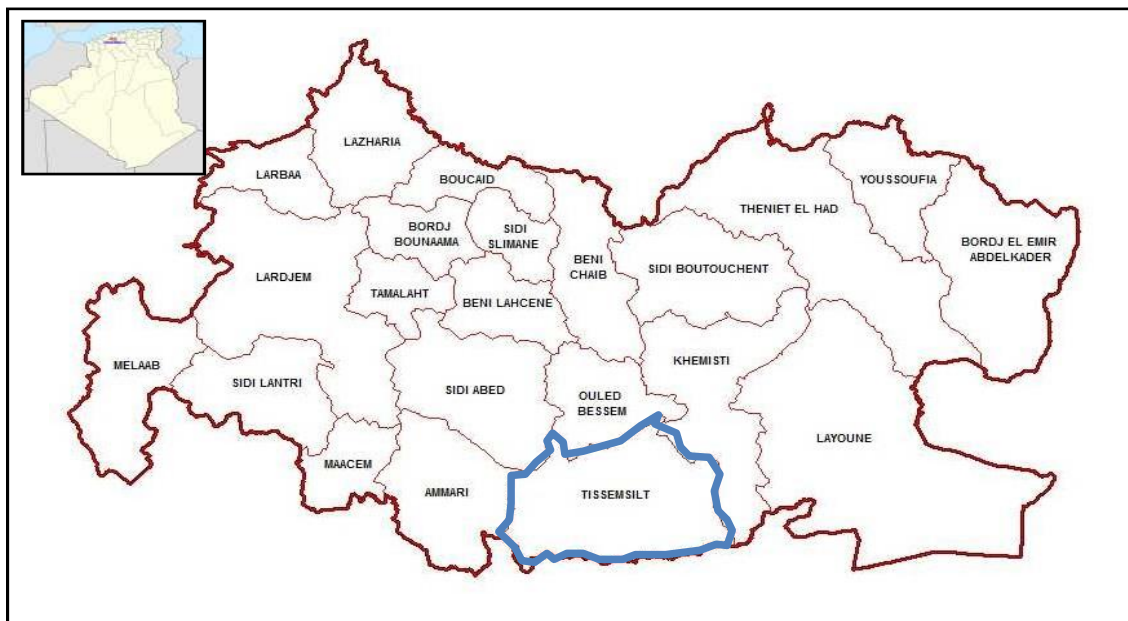 LAZHARIA
LARBAA
BOUCAID
YOUSSOUFIA
THENIET EL HAD
BORDJ
BOUNAAMA
SIDI
SLIMANE
BENI
CHAIB
BORDJ EL EMIR
ABDELKADER
SIDI BOUTOUCHENT
LARDJEM
TAMALAHT
BENI LAHCENE
MELAAB
SIDI LANTRI
SIDI ABED
OULED
BESSEM
KHEMISTI
LAYOUNE
MAACEM
AMMARI
TISSEMSILT